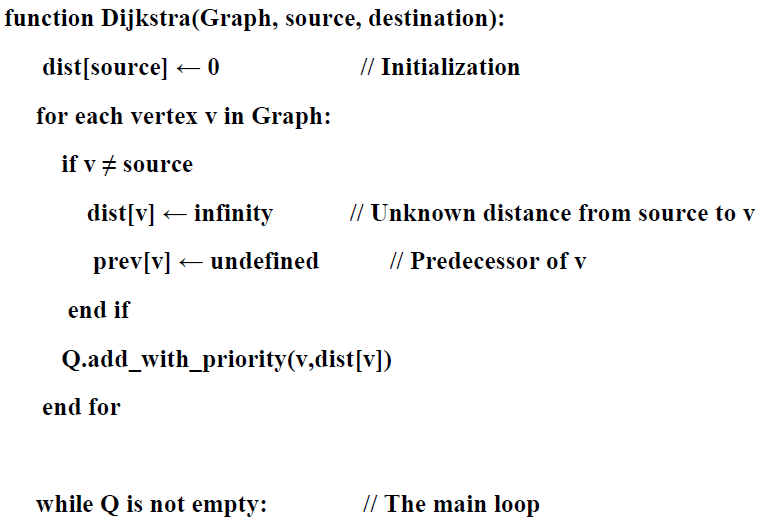 function Dijkstra(Graph, source, destination):
dist[source] ← 0 // Initialization
for each vertex v in Graph:
if v ≠ source
dist[v] ← infinity // Unknown distance from source to v
prev[v] ← undefined // Predecessor of v
end if
Q.add_with_priority(v,dist[v])
end for
while Q is not empty: // The main loop